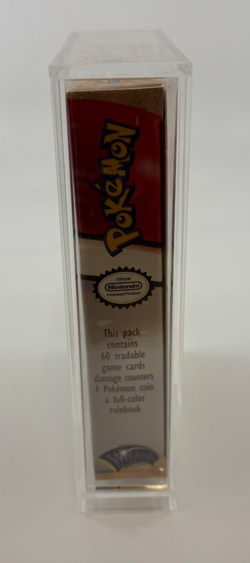 POKéMON
Official
Nintendo
Licensed Product
This pack
contains
60 tradable
game cards
damage counters
1 Pokémon coin
a full-color
rulebook